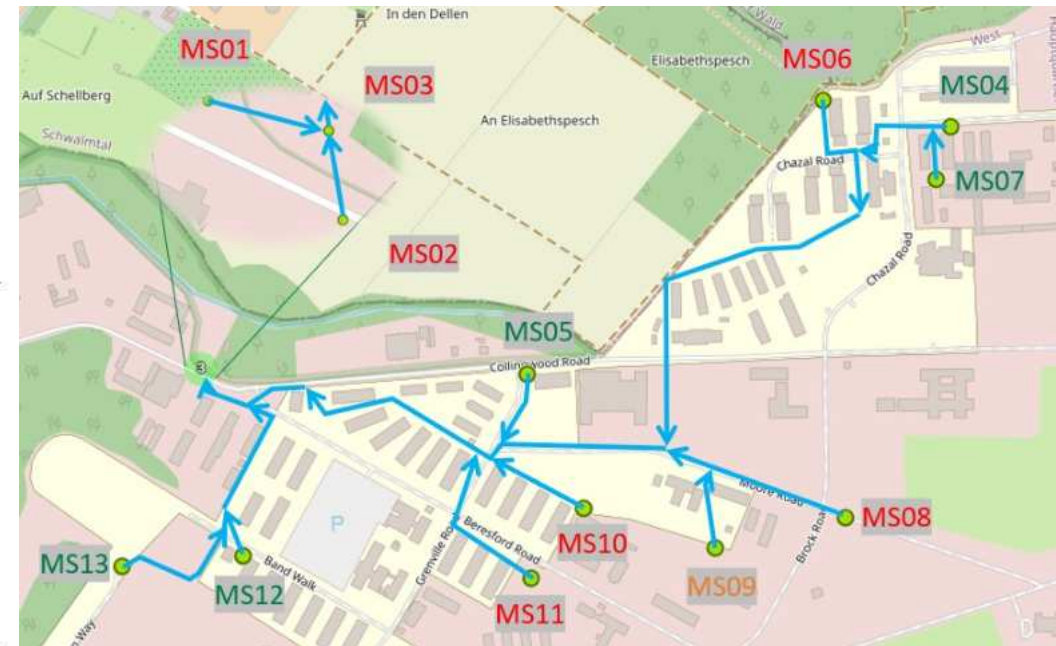 In den Dellen
MS01
West
MS06
Elisabethspesch
MS03
MS04
Auf Schellberg
An Elisabethspesch
Schwalmtal
Chazal Road
MS07
MS02
Chazal Road
MS05
Collingwood Road
Moore Road
MS08
P
Beresford Road
MS10
Brock Road
MS13
Band Walk
Grenville Road
MS12
MS09
MS11
Way
D